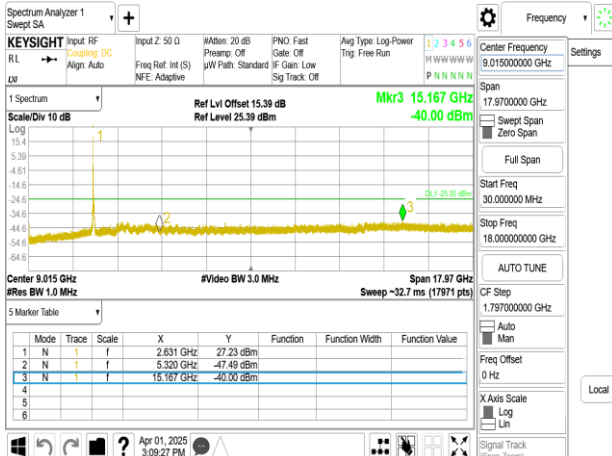 Spectrum Analyzer 1
Swept SA
Frequency
KEYSIGHT
RL
Input: RF
Coupling: DC
Align: Auto
Input Z: 50 Ω
Freq Ref: Int (S)
NFE: Adaptive
#Atten: 20 dB
Preamp: Off
µW Path: Standard
PNO: Fast
Gate: Off
IF Gain: Low
Sig Track: Off
Avg Type: Log-Power
Trig: Free Run
1 2 3 4 5 6
M W W W W W
P N N N N N
1 Spectrum
Scale/Div 10 dB
Ref Lvl Offset 15.39 dB
Ref Level 25.39 dBm
Mkr3 15.167 GHz
-40.00 dBm
Log
15.4
5.39
-4.61
-14.6
-24.6
-34.6
-44.6
-54.6
-64.6
1
2
3
DL1 -25.00 dBm
Center 9.015 GHz
#Res BW 1.0 MHz
#Video BW 3.0 MHz
Span 17.97 GHz
Sweep ~32.7 ms (17971 pts)
5 Marker Table
Mode Trace Scale X Y Function Function Width Function Value
1 N 1 f 2.631 GHz 27.23 dBm
2 N 1 f 5.320 GHz -47.49 dBm
3 N 1 f 15.167 GHz -40.00 dBm
4
5
6
?
Apr 01, 2025
3:09:27 PM
Center Frequency
9.015000000 GHz
Span
17.9700000 GHz
Swept Span
Zero Span
Full Span
Start Freq
30.000000 MHz
Stop Freq
18.000000000 GHz
AUTO TUNE
CF Step
1.797000000 GHz
Auto
Man
Freq Offset
0 Hz
X Axis Scale
Log
Lin
Signal Track
(Span Zoom)
Settings
Local